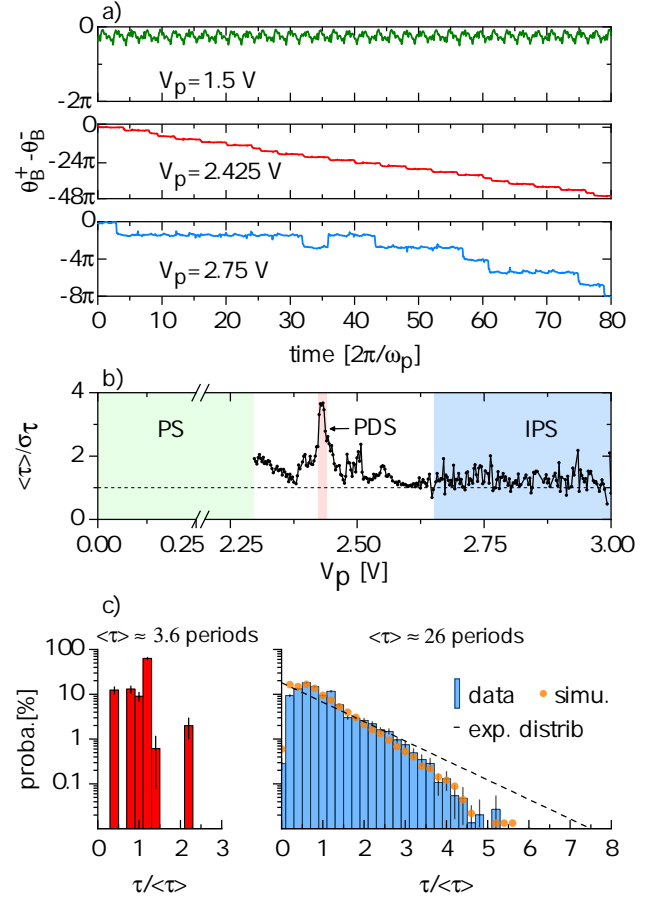 a)
0
-2π
V_p = 1.5 V
θ_B^+ - θ_B^-
0
-24π
-48π
V_p = 2.425 V
0
-4π
-8π
V_p = 2.75 V
0 10 20 30 40 50 60 70 80
time [2π/ω_p]
b)
<τ>/σ_τ
4
2
0
PS
PDS
IPS
0.00 0.25 2.25 2.50 2.75 3.00
V_p [V]
c)
<τ> ≈ 3.6 periods
<τ> ≈ 26 periods
proba.[%]
100
10
1
0.1
data
simu.
exp. distrib
0 1 2 3
0 1 2 3 4 5 6 7 8
τ/<τ>
τ/<τ>